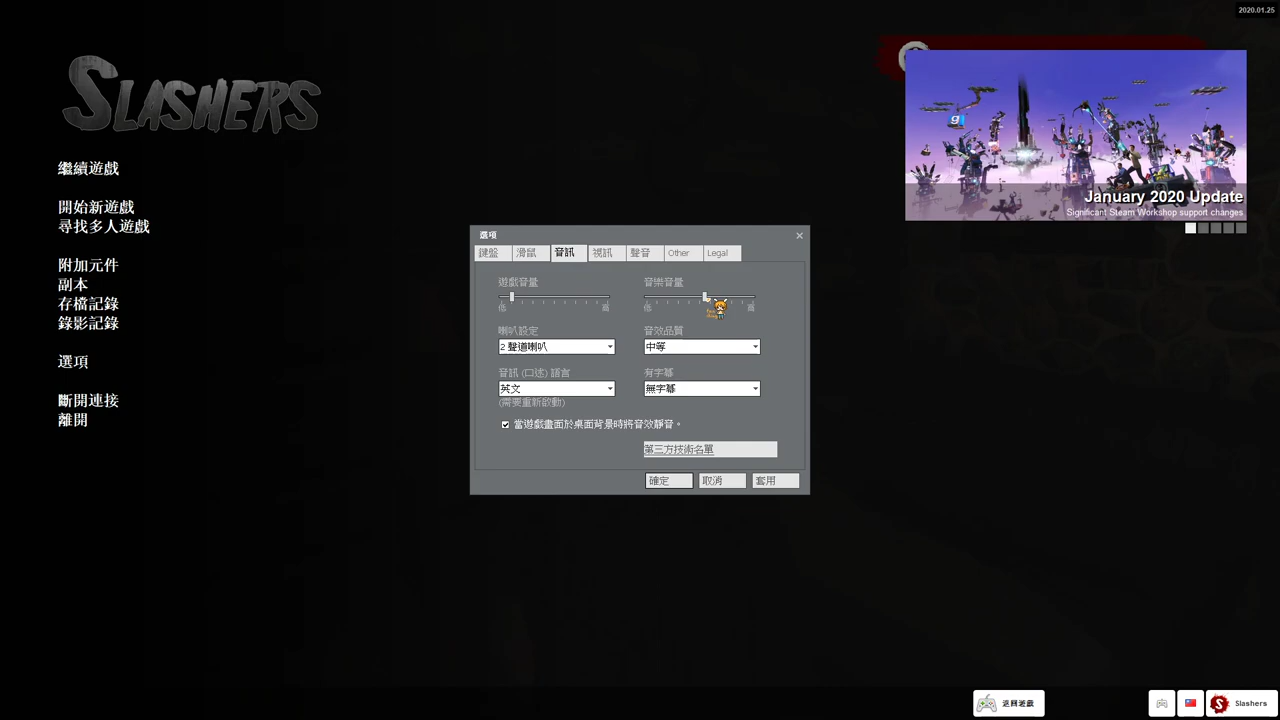 2020.01.25
SLASHERS
繼續遊戲
開始新遊戲
尋找多人遊戲
附加元件
副本
存檔記錄
錄影記錄
選項
斷開連接
離開
January 2020 Update
Significant Steam Workshop support changes
選項
鍵盤 滑鼠 音訊 視訊 聲音 Other Legal
遊戲音量 音樂音量
低 高 低 高
喇叭設定 音效品質
2 聲道喇叭 中等
音訊 (口述) 語言 有字幕
英文 無字幕
(需要重新啟動)
當遊戲畫面於桌面背景時將音效靜音。
第三方技術名單
確定 取消 套用
返回遊戲
Slashers